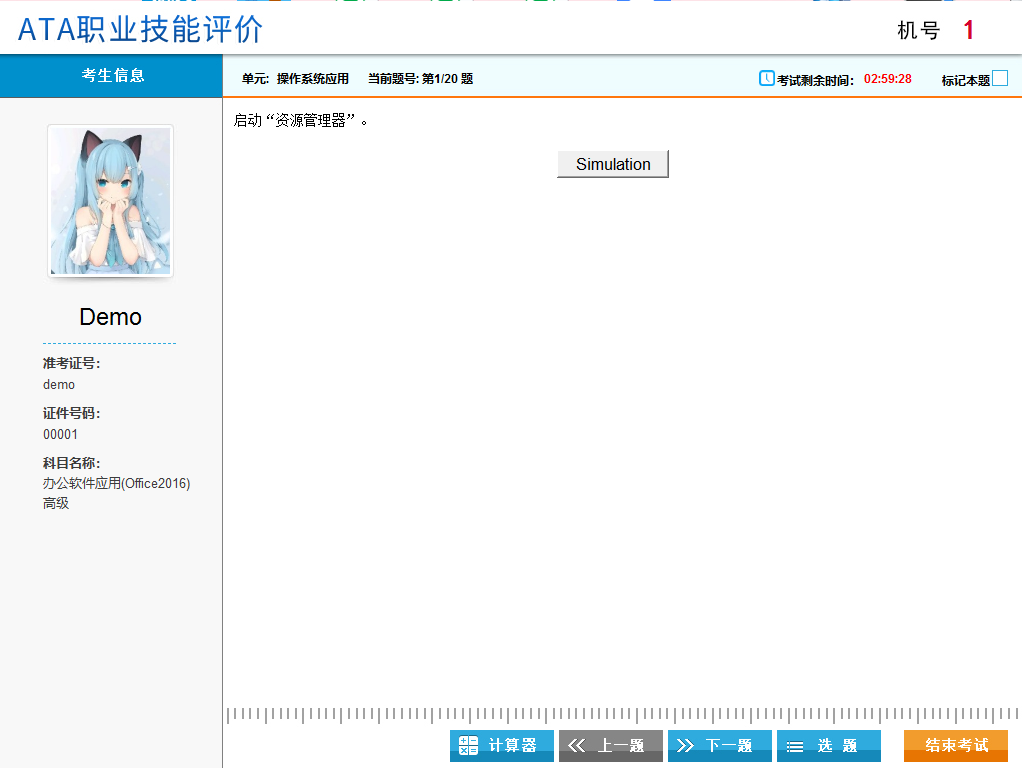 ATA职业技能评价
机号 1
考生信息
单元: 操作系统应用 当前题号: 第1/20 题
考试剩余时间: 02:59:28 标记本题
启动“资源管理器”。
Simulation
Demo
准考证号:
demo
证件号码:
00001
科目名称:
办公软件应用(Office2016)
高级
计算器 上一题 下一题 选 题 结束考试